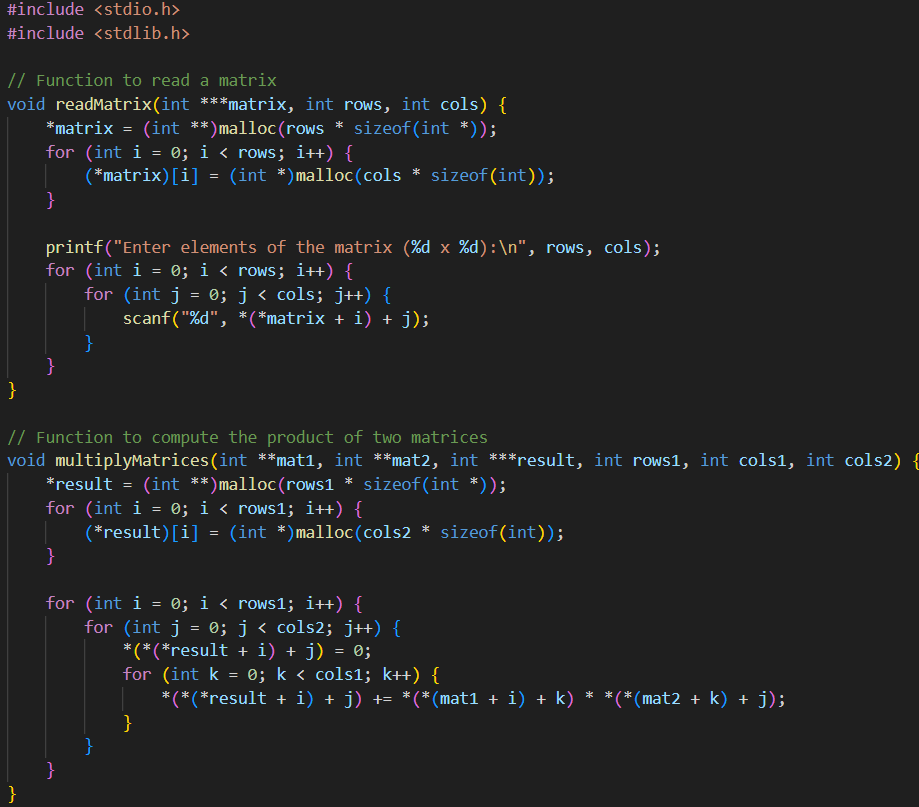 #include <stdio.h>
#include <stdlib.h>

// Function to read a matrix
void readMatrix(int ***matrix, int rows, int cols) {
    *matrix = (int **)malloc(rows * sizeof(int *));
    for (int i = 0; i < rows; i++) {
        (*matrix)[i] = (int *)malloc(cols * sizeof(int));
    }

    printf("Enter elements of the matrix (%d x %d):\n", rows, cols);
    for (int i = 0; i < rows; i++) {
        for (int j = 0; j < cols; j++) {
            scanf("%d", *(*matrix + i) + j);
        }
    }
}

// Function to compute the product of two matrices
void multiplyMatrices(int **mat1, int **mat2, int ***result, int rows1, int cols1, int cols2) {
    *result = (int **)malloc(rows1 * sizeof(int *));
    for (int i = 0; i < rows1; i++) {
        (*result)[i] = (int *)malloc(cols2 * sizeof(int));
    }

    for (int i = 0; i < rows1; i++) {
        for (int j = 0; j < cols2; j++) {
            *(*(*result + i) + j) = 0;
            for (int k = 0; k < cols1; k++) {
                *(*(*result + i) + j) += *(*(mat1 + i) + k) * *(*(mat2 + k) + j);
            }
        }
    }
}